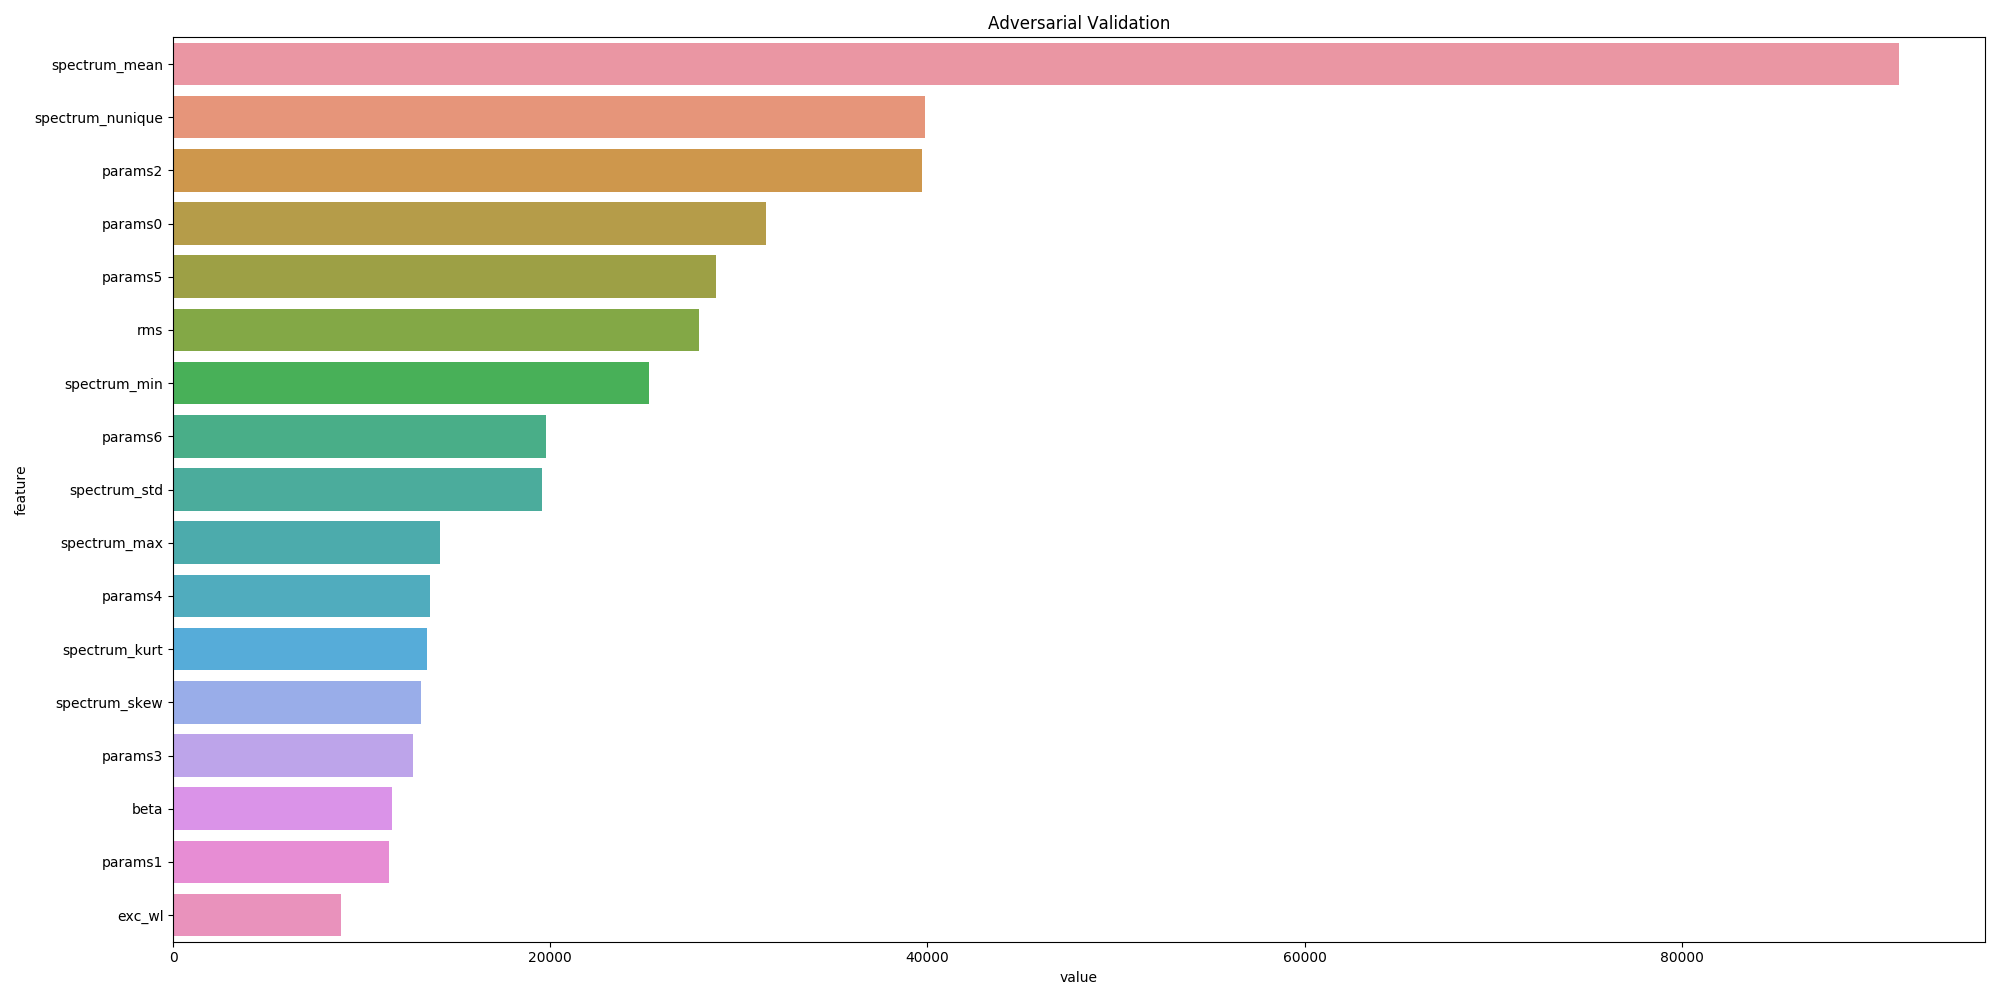 Adversarial Validation
feature
spectrum_mean
spectrum_nunique
params2
params0
params5
rms
spectrum_min
params6
spectrum_std
spectrum_max
params4
spectrum_kurt
spectrum_skew
params3
beta
params1
exc_wl
0 20000 40000 60000 80000
value